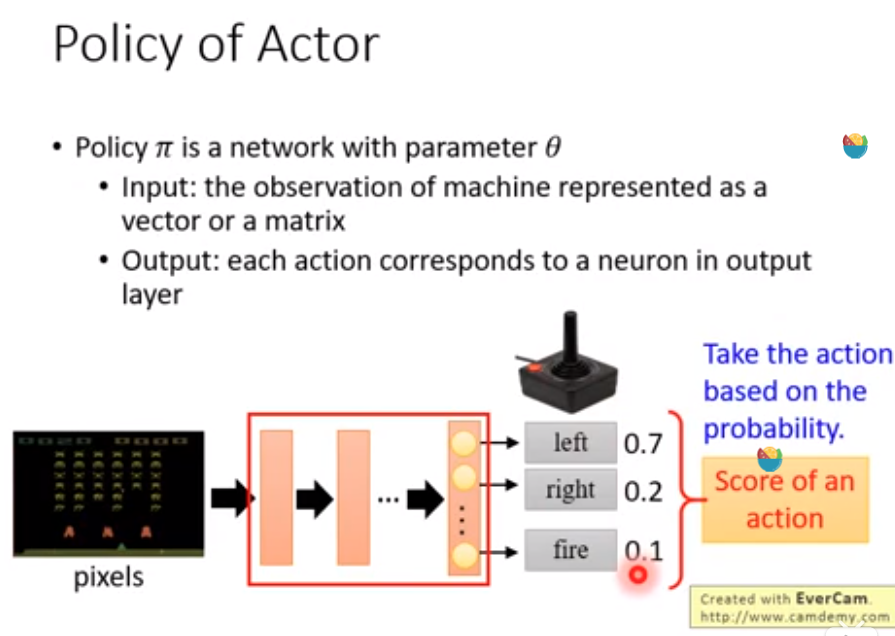 Policy of Actor
• Policy π is a network with parameter θ
• Input: the observation of machine represented as a
vector or a matrix
• Output: each action corresponds to a neuron in output
layer
Take the action
based on the
probability.
left 0.7
right 0.2
...
fire 0.1
Score of an
action
pixels
Created with EverCam.
http://www.camdemy.com